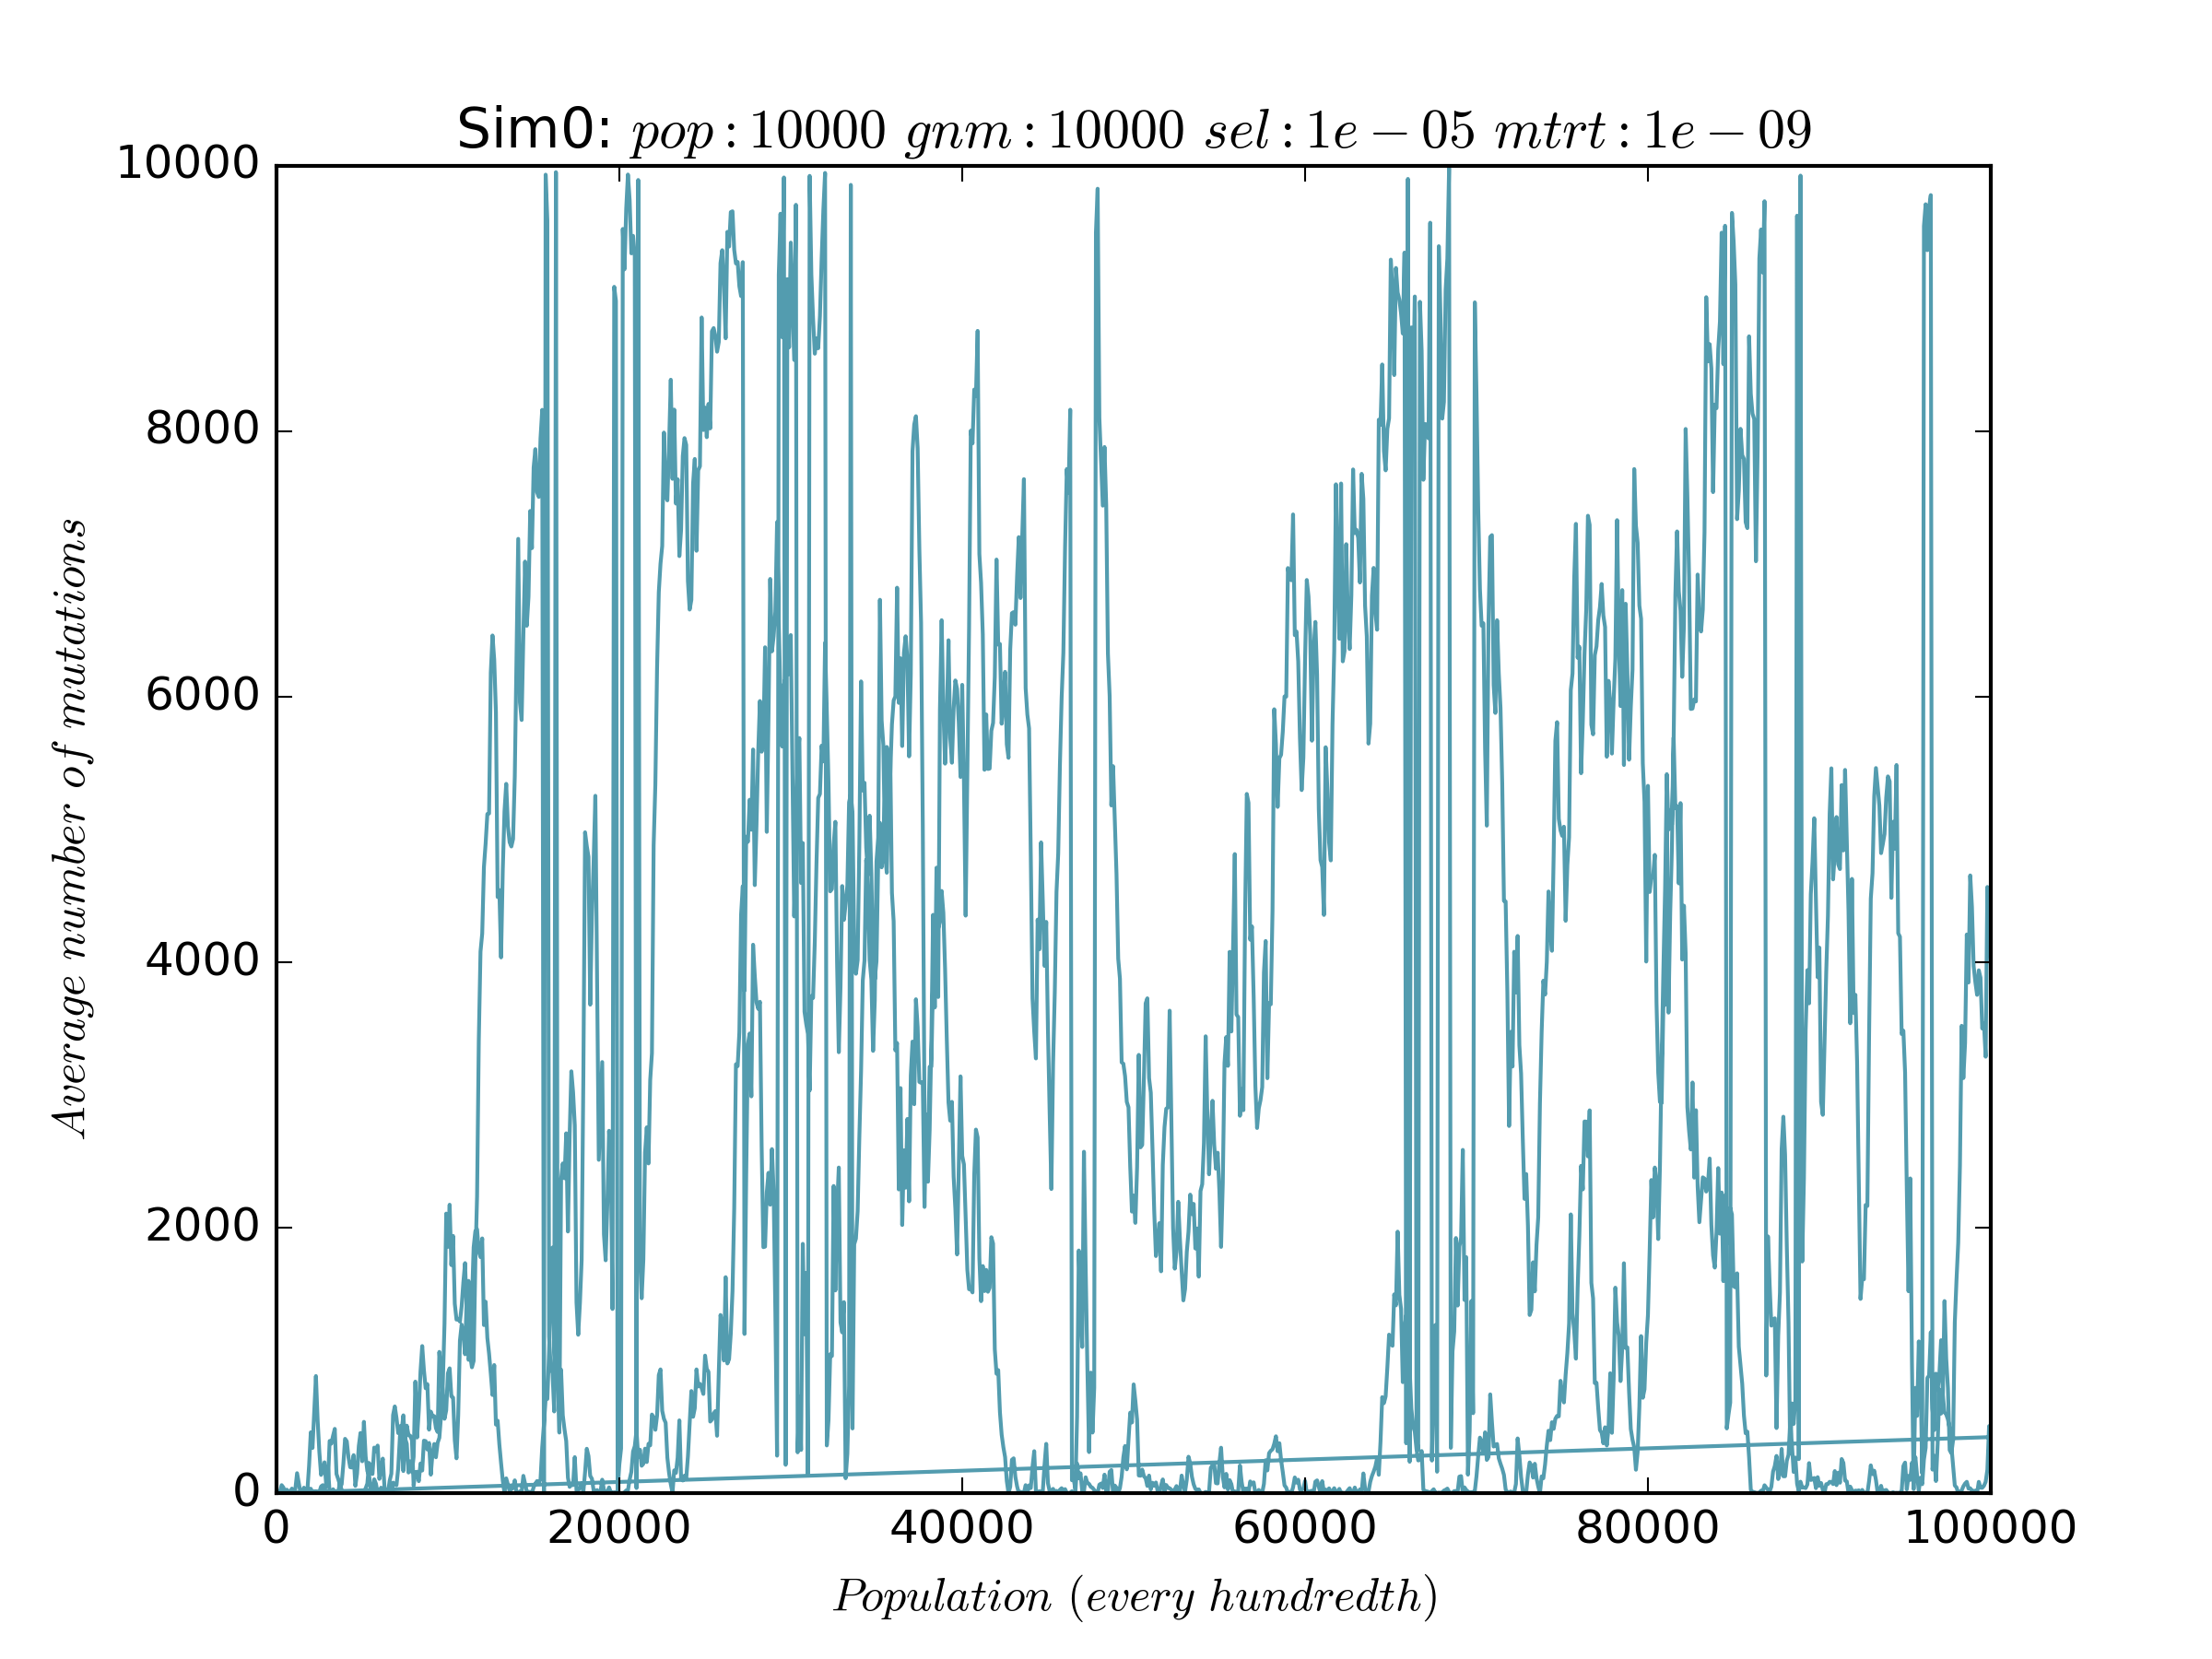 Sim0: pop : 10000 gnm : 10000 sel : 1e − 05 mtrt : 1e − 09
10000
8000
6000
4000
2000
0
Average number of mutations
0 20000 40000 60000 80000 100000
Population (every hundredth)